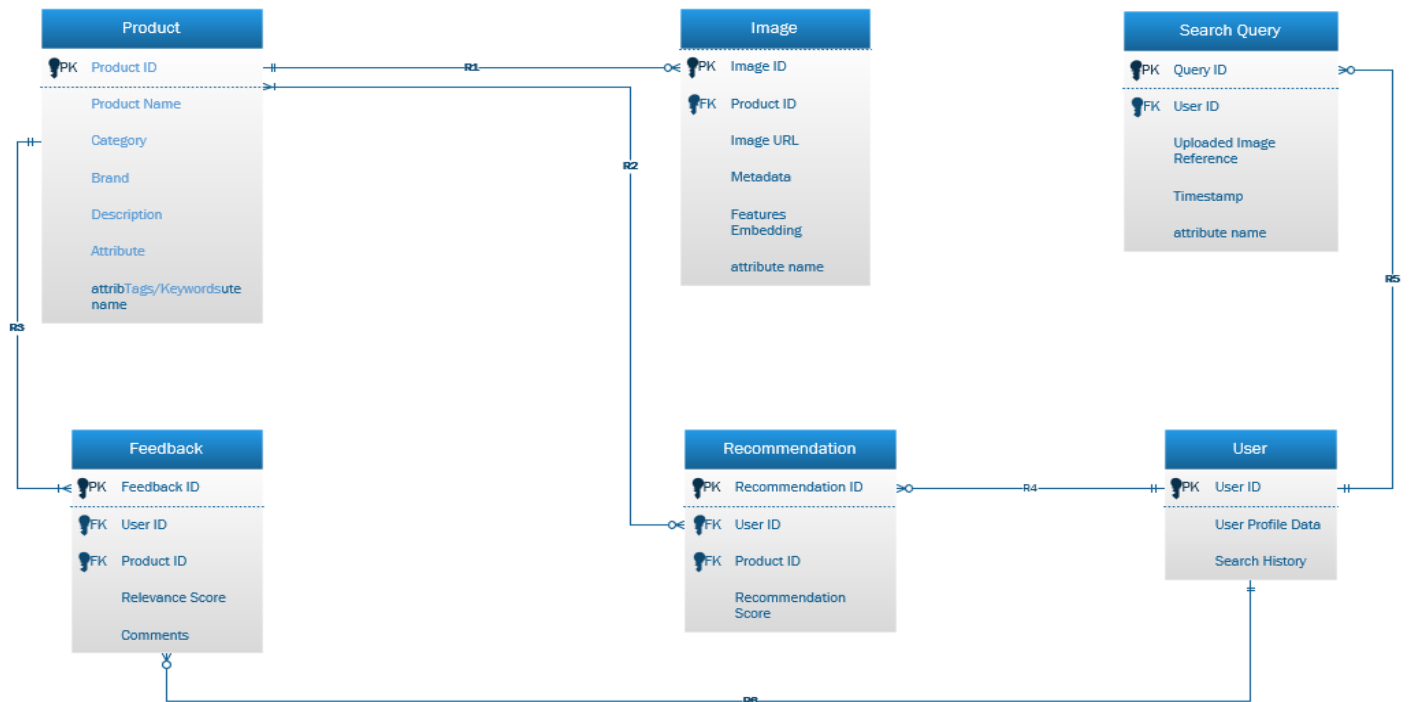 Product
PK Product ID
Product Name
Category
Brand
Description
Attribute
attribTags/Keywordsute
name
Image
PK Image ID
FK Product ID
Image URL
Metadata
Features
Embedding
attribute name
Search Query
PK Query ID
FK User ID
Uploaded Image
Reference
Timestamp
attribute name
R1
R2
R3
R5
Feedback
PK Feedback ID
FK User ID
FK Product ID
Relevance Score
Comments
Recommendation
PK Recommendation ID
FK User ID
FK Product ID
Recommendation
Score
R4
User
PK User ID
User Profile Data
Search History
R6